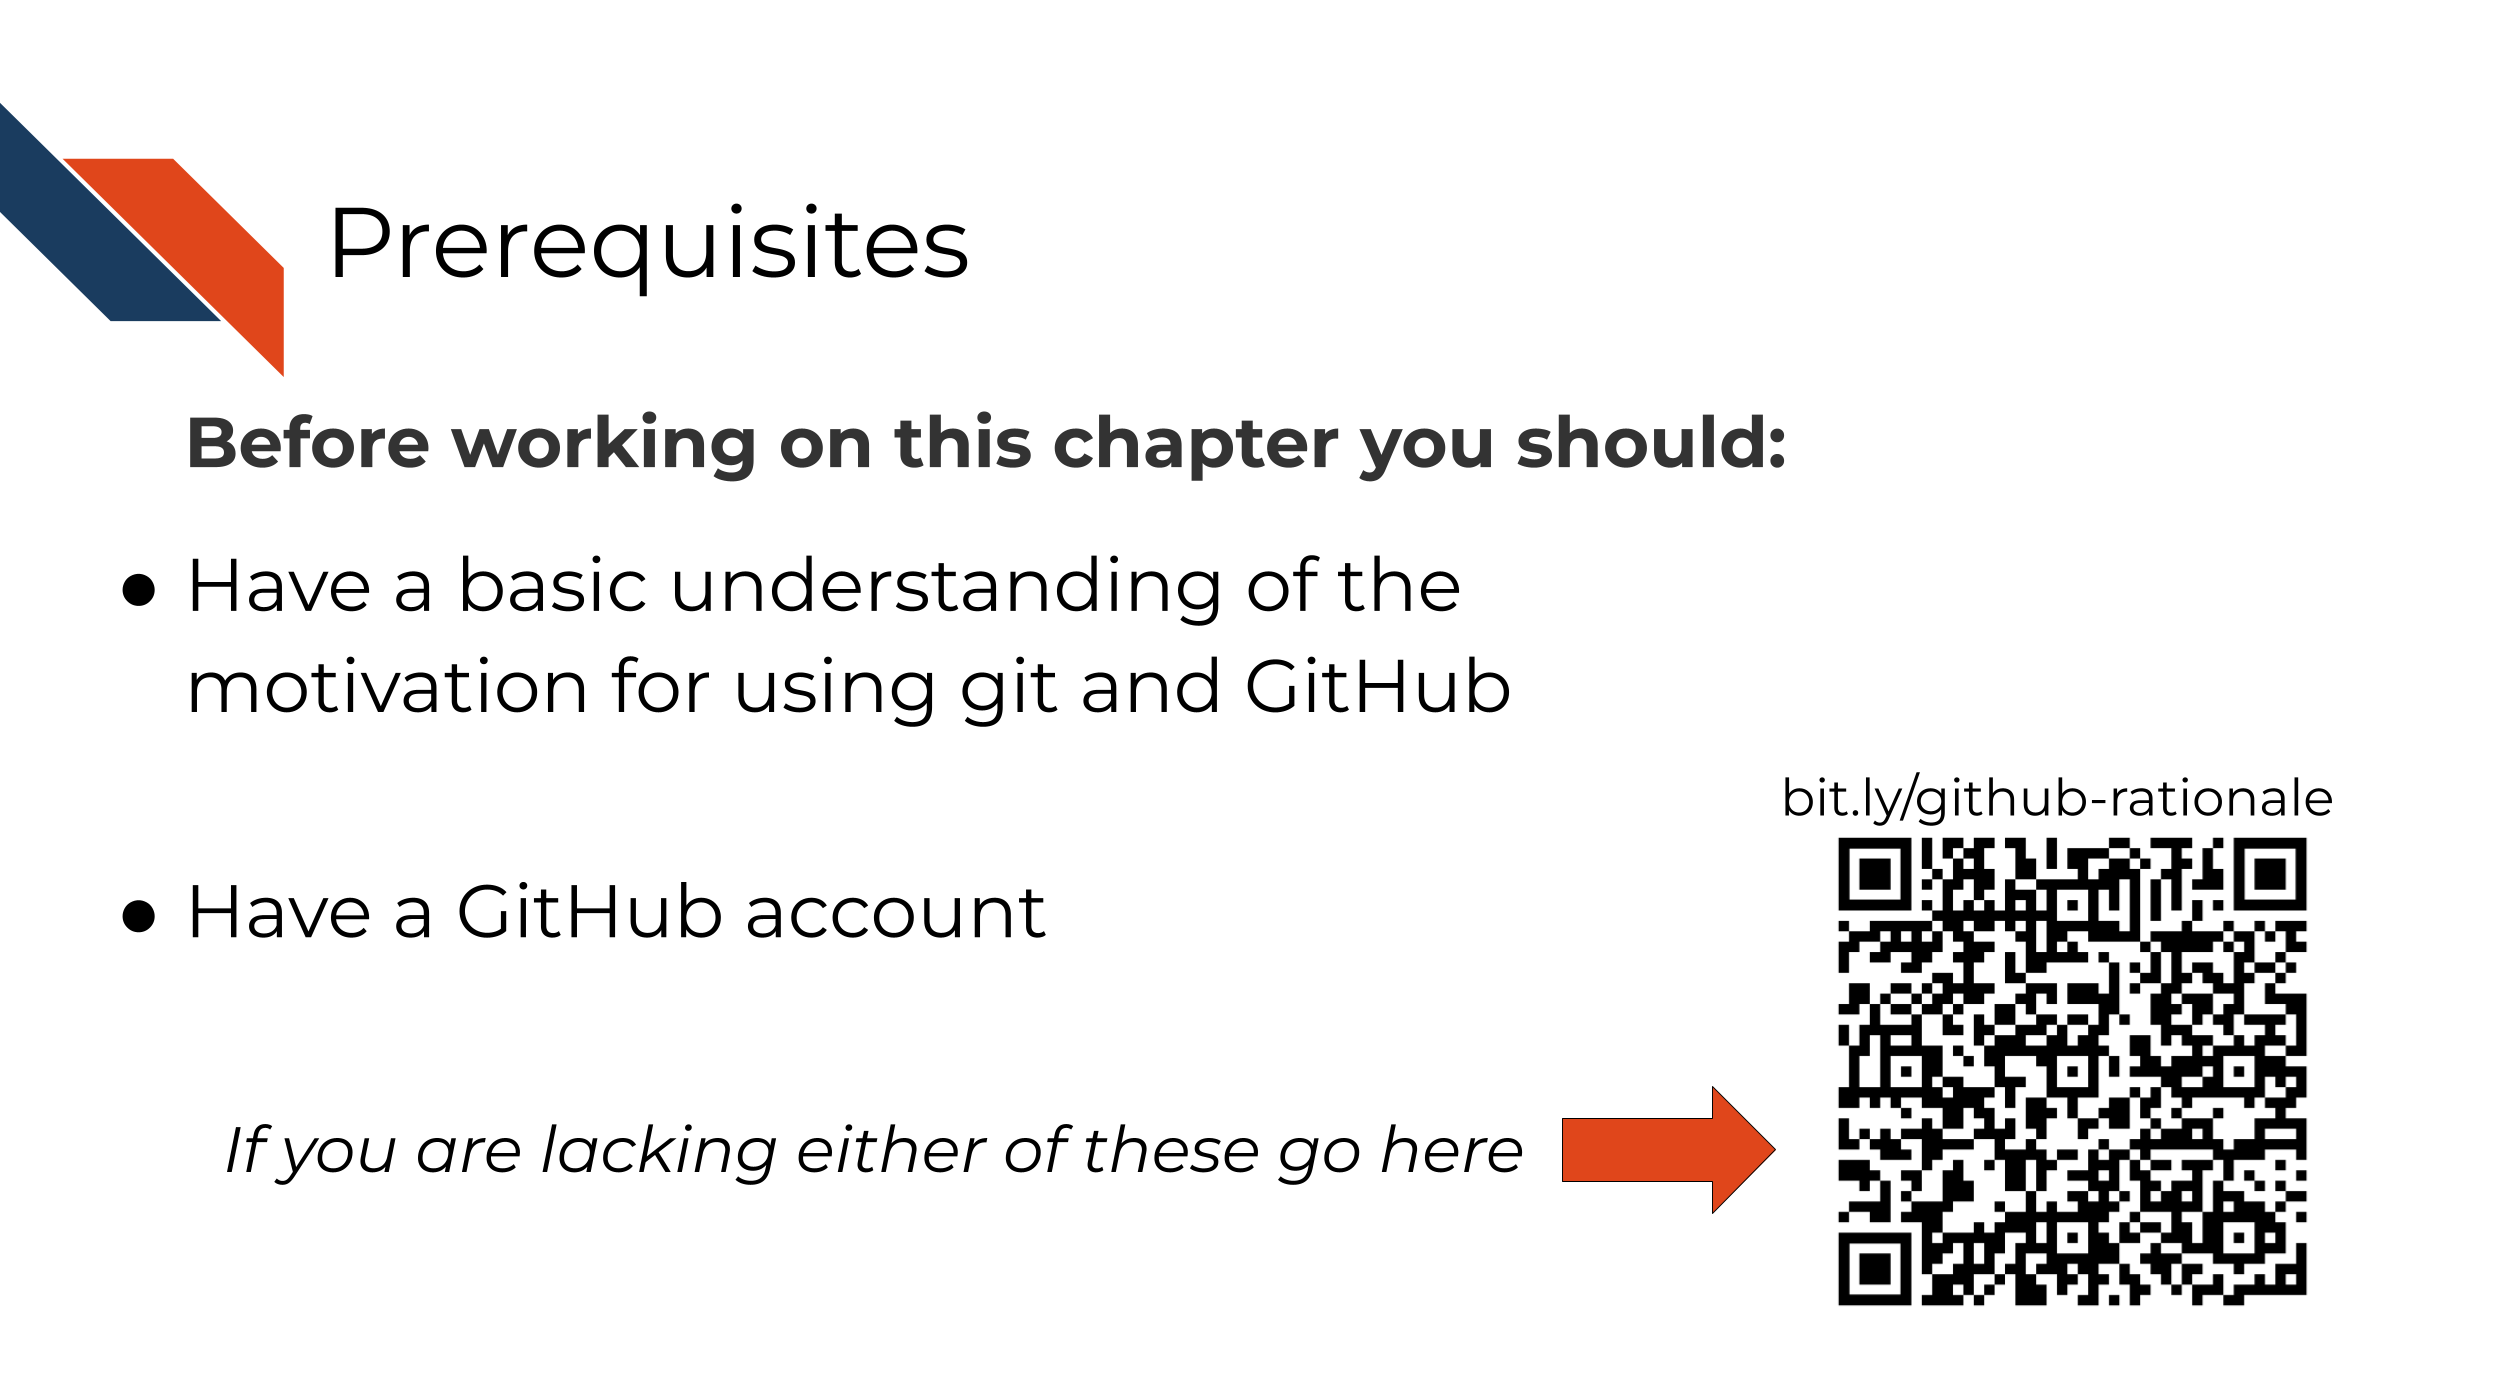 Prerequisites
Before working on this chapter you should:
● Have a basic understanding of the
motivation for using git and GitHub
bit.ly/github-rationale
● Have a GitHub account
If you are lacking either of these go here